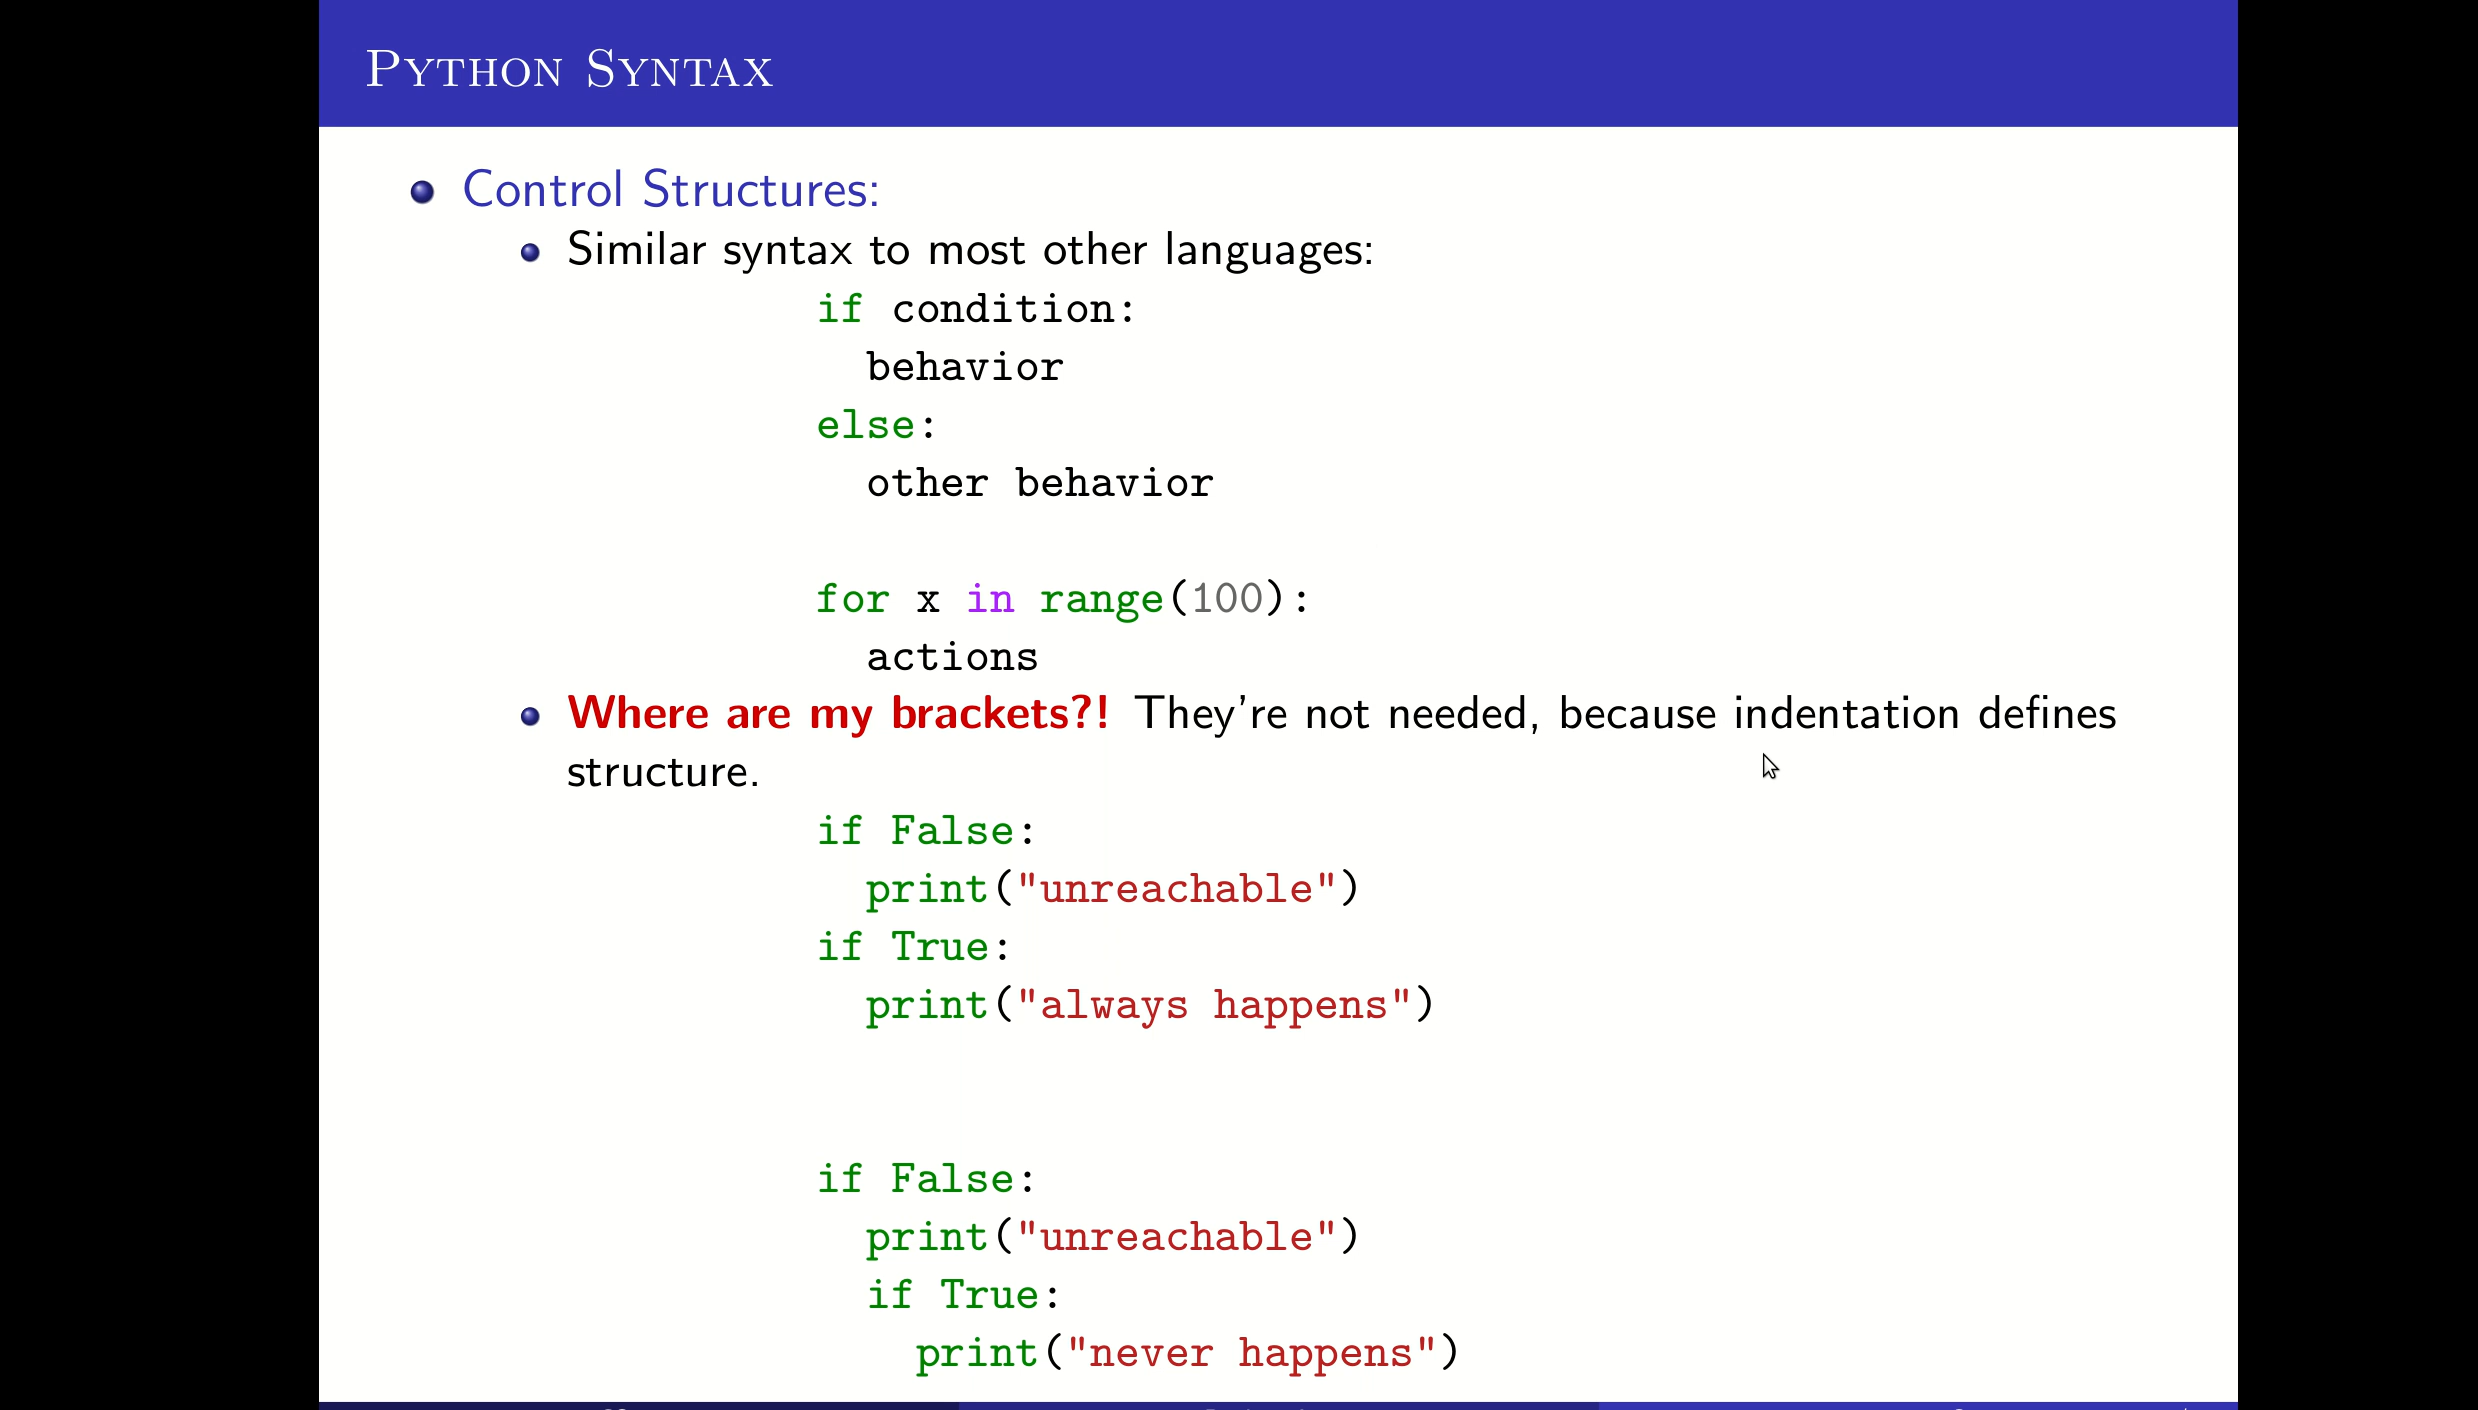 Python Syntax
Control Structures:
Similar syntax to most other languages:
if condition:
behavior
else:
other behavior
for x in range(100):
actions
Where are my brackets?! They're not needed, because indentation defines
structure.
if False:
print("unreachable")
if True:
print("always happens")
if False:
print("unreachable")
if True:
print("never happens")